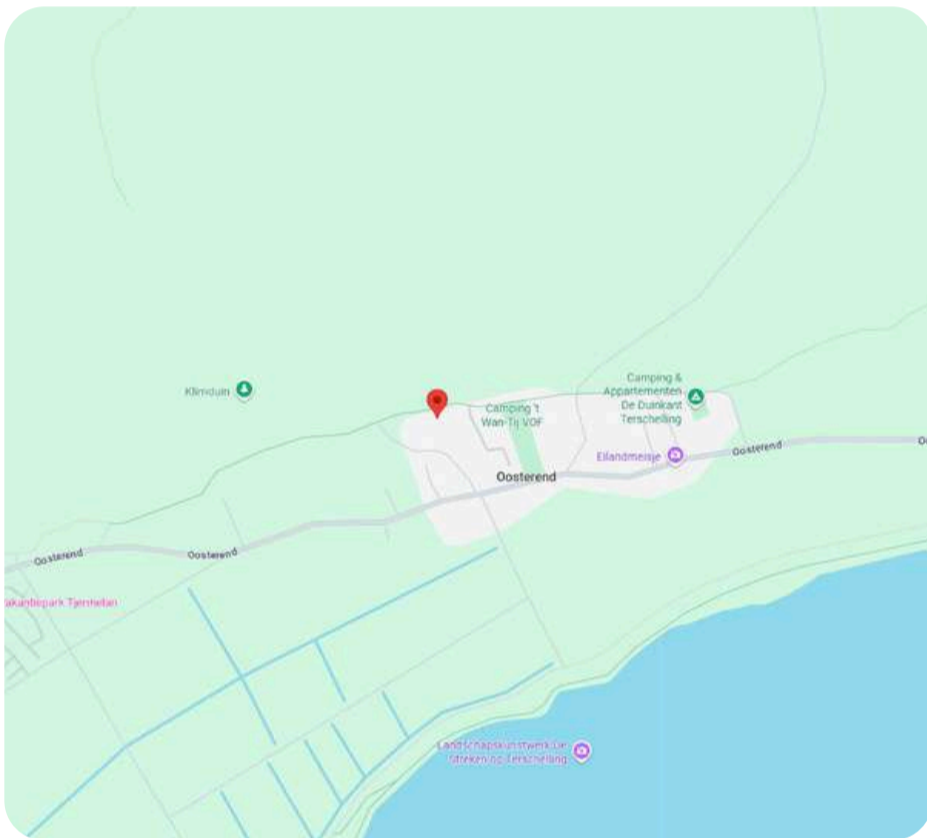 Klimduin
Camping 't
Wan-Tij VOF
Camping &
Appartementen
De Duinkant
Terschelling
Eilandmeisje
Oosterend
Oosterend
Oosterend
Oosterend
akantiepark Tjermelan
Landschapskunstwerk De
Streken op Terschelling